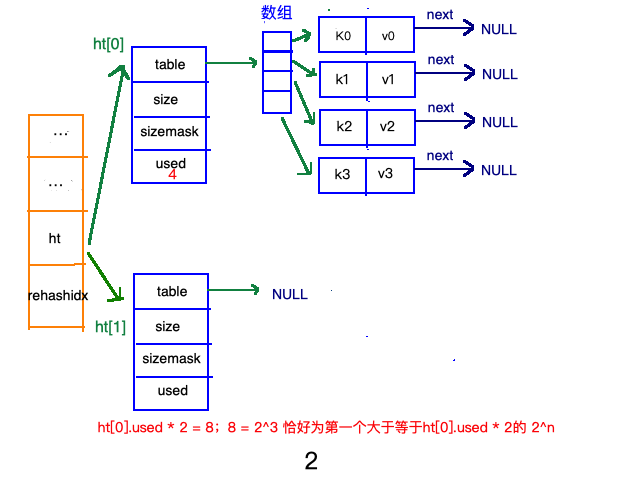 数组
ht[0]
table
size
sizemask
used
4
K0 v0
next
NULL
k1 v1
next
NULL
k2 v2
next
NULL
k3 v3
next
NULL
...
...
ht
rehashidx
ht[1]
table
size
sizemask
used
NULL
ht[0].used * 2 = 8；8 = 2^3 恰好为第一个大于等于ht[0].used * 2的 2^n
2